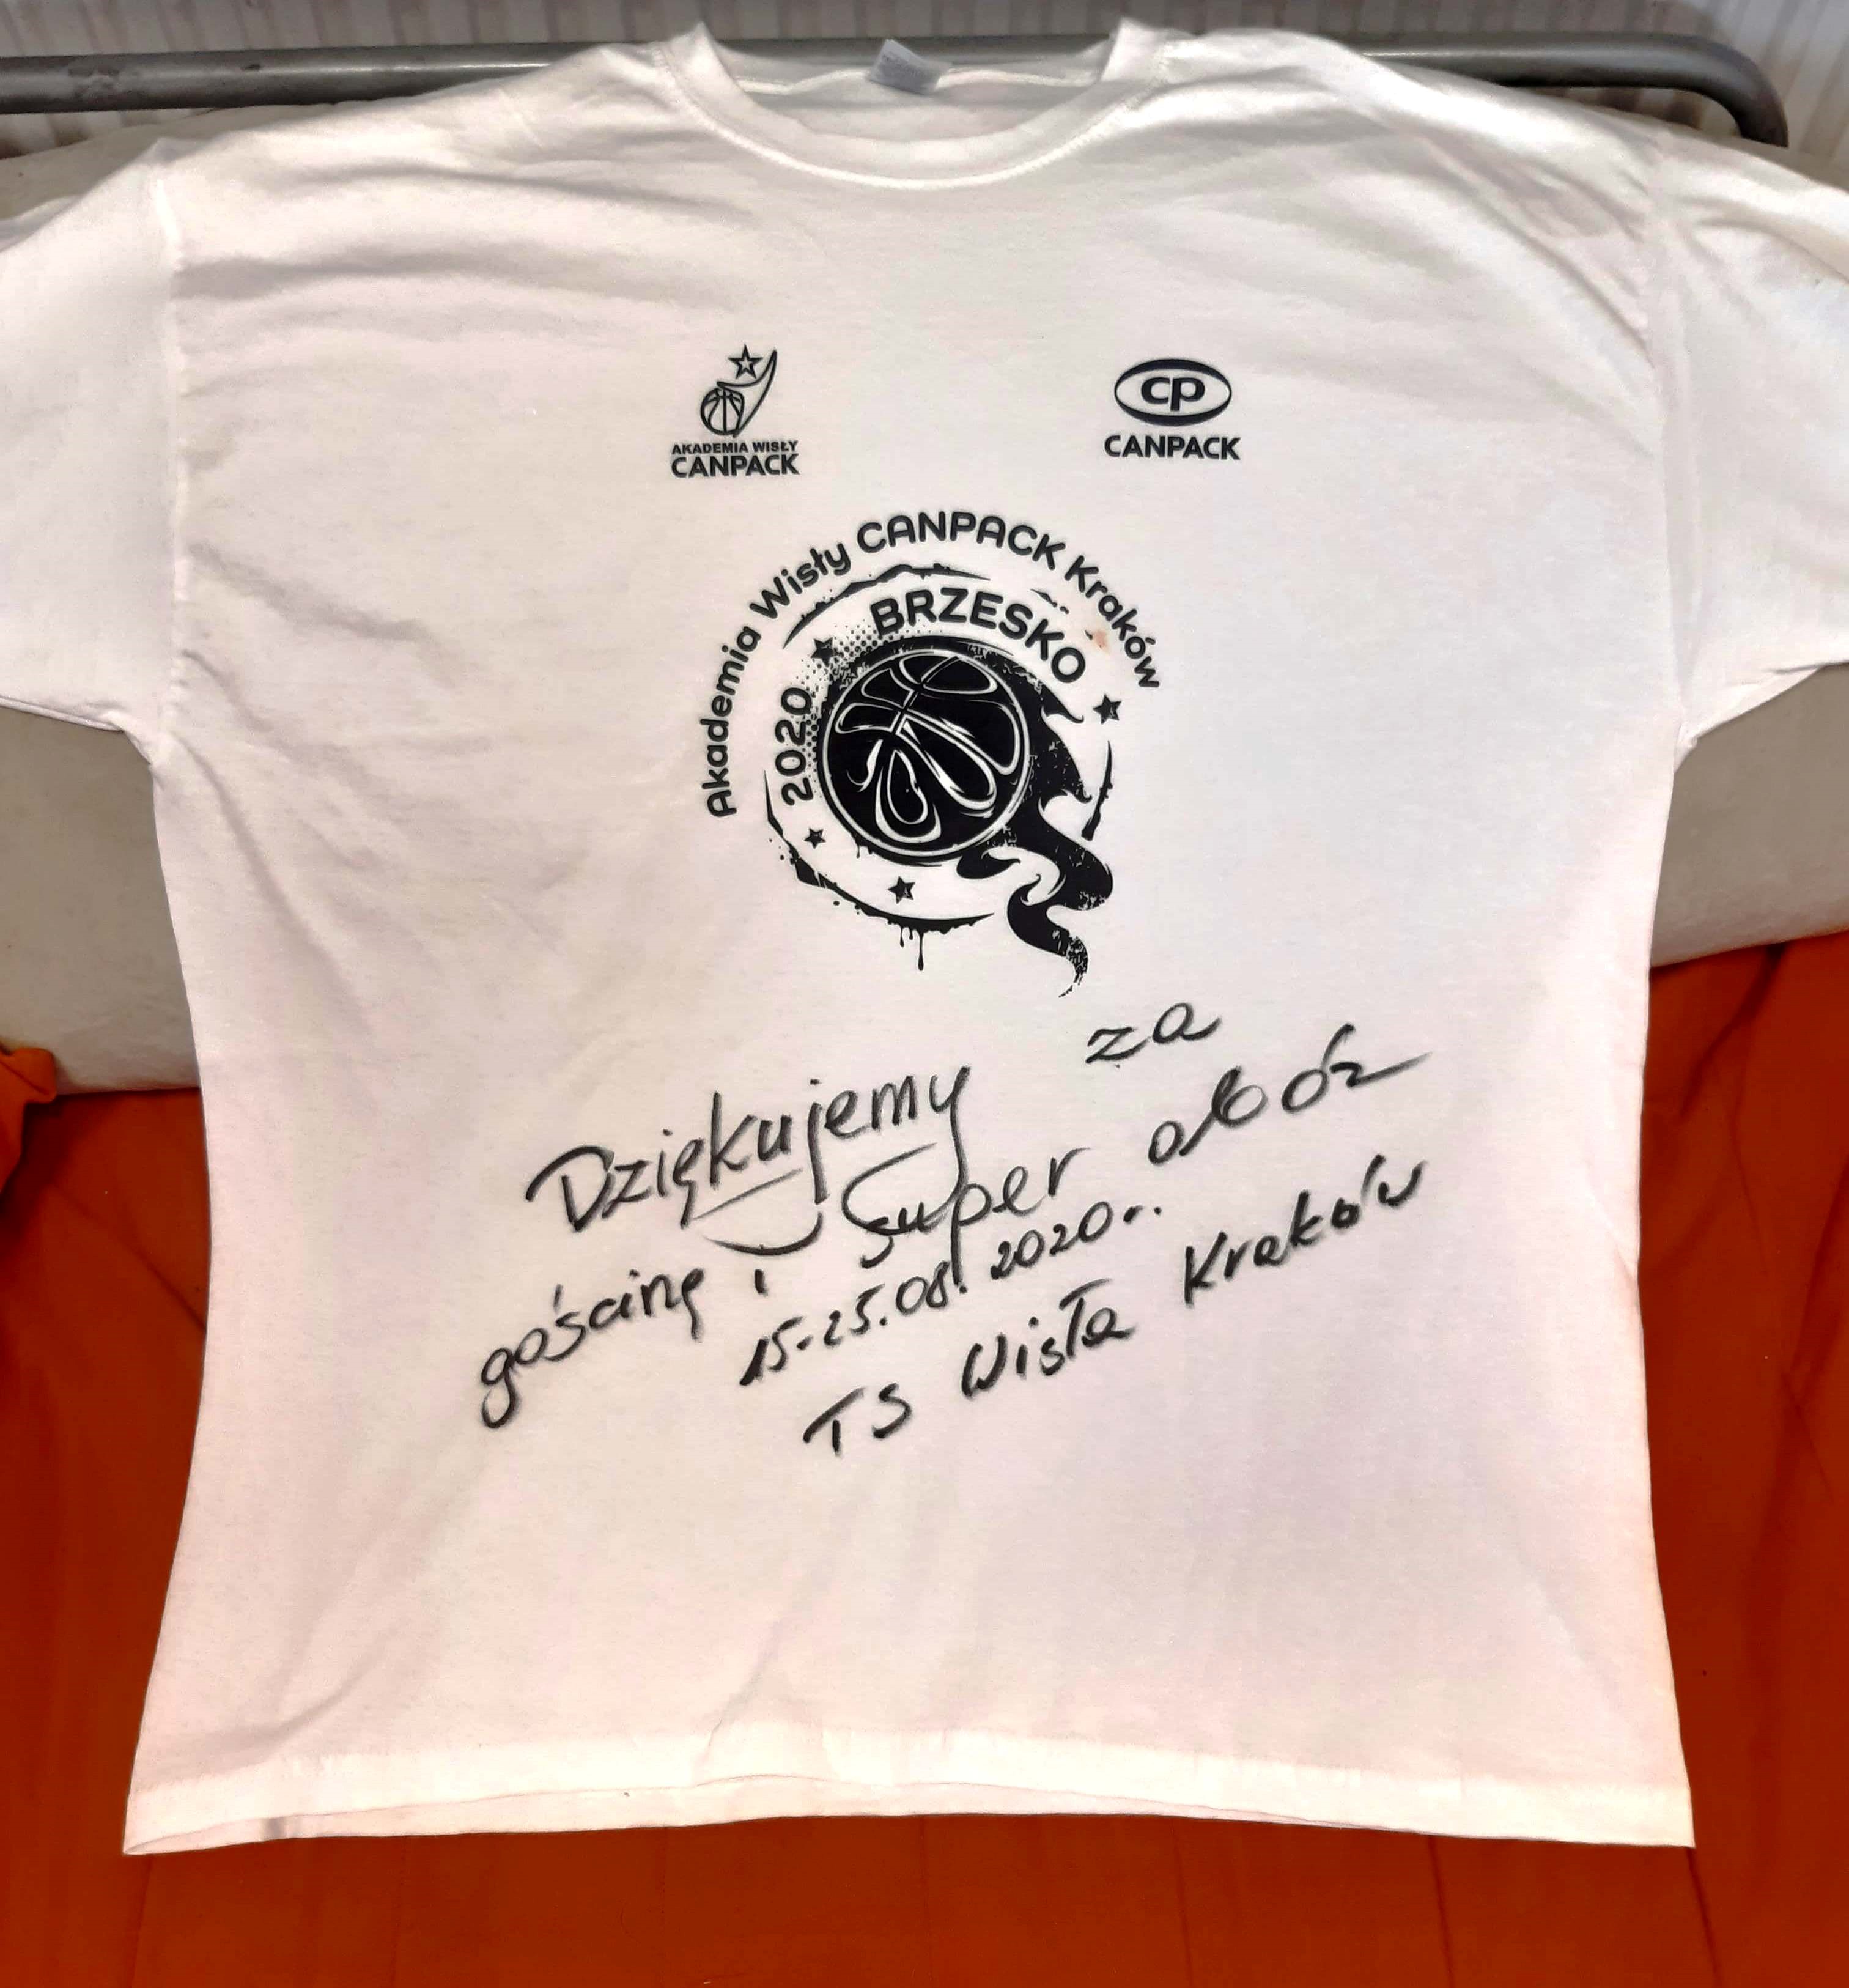 AKADEMIA WISŁY
CANPACK
cp
CANPACK
Akademia Wisły CANPACK Kraków
2020 BRZESKO
Dziękujemy za
gościnę i super obóz
15-25.08.2020r.
TS Wisła Kraków